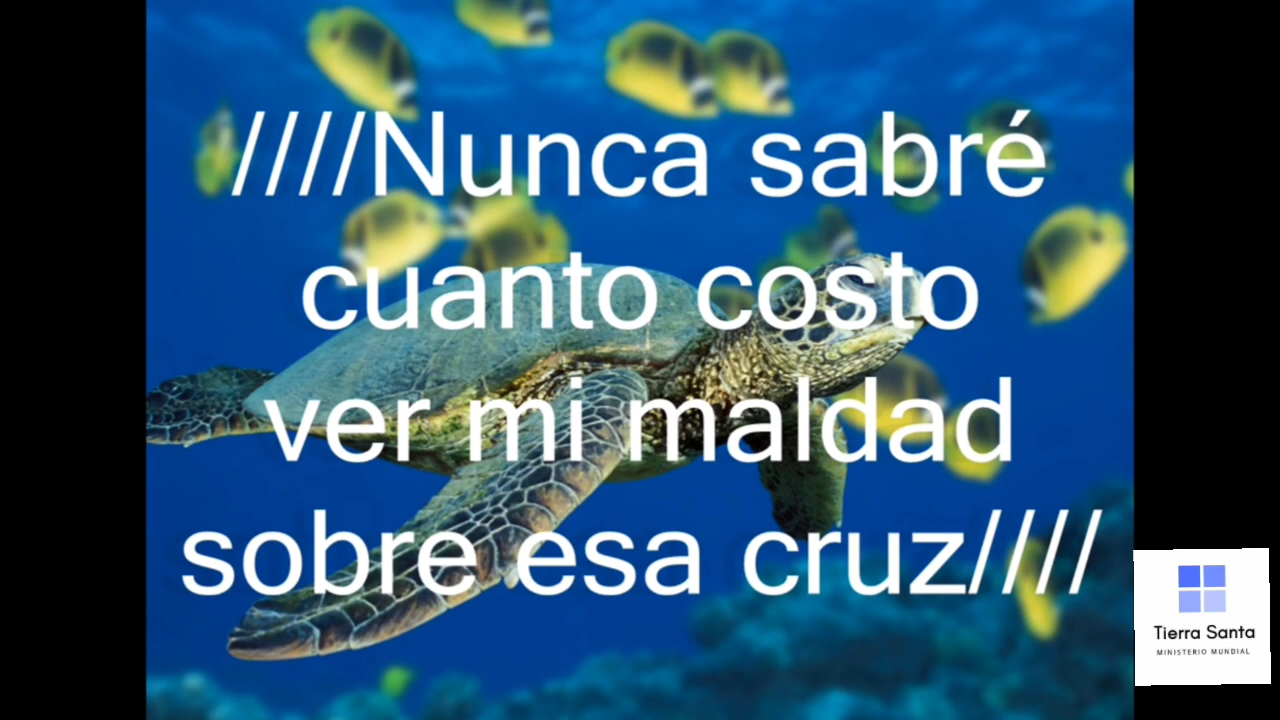 ////Nunca sabré
cuanto costo
ver mi maldad
sobre esa cruz////
Tierra Santa
MINISTERIO MUNDIAL